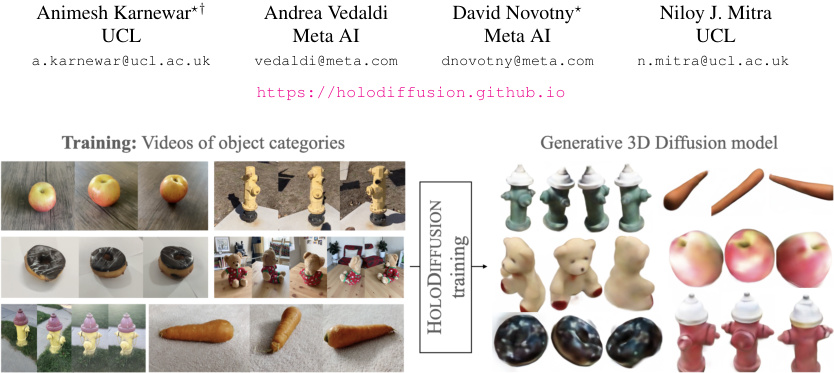 Animesh Karnewar⋆† Andrea Vedaldi David Novotny⋆ Niloy J. Mitra
UCL Meta AI Meta AI UCL
a.karnewar@ucl.ac.uk vedaldi@meta.com dnovotny@meta.com n.mitra@ucl.ac.uk
https://holodiffusion.github.io
Training: Videos of object categories
Generative 3D Diffusion model
HOLODIFFUSION
training